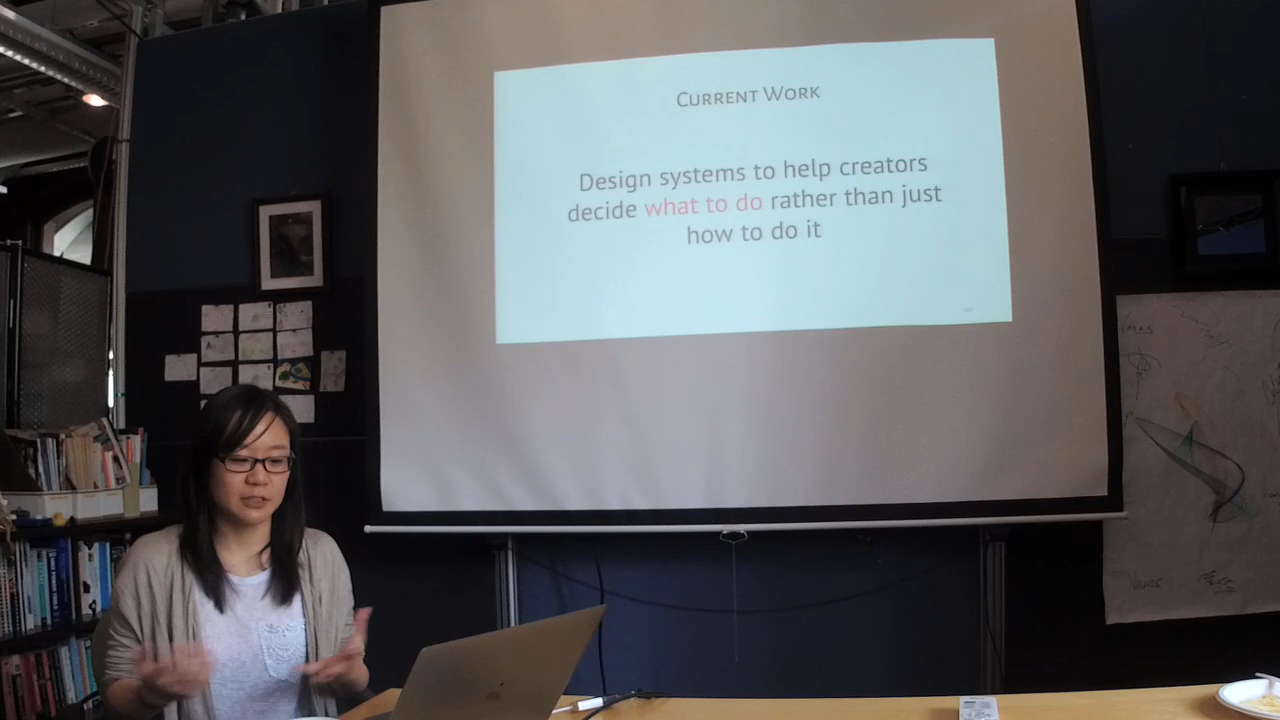 Current Work
Design systems to help creators
decide what to do rather than just
how to do it